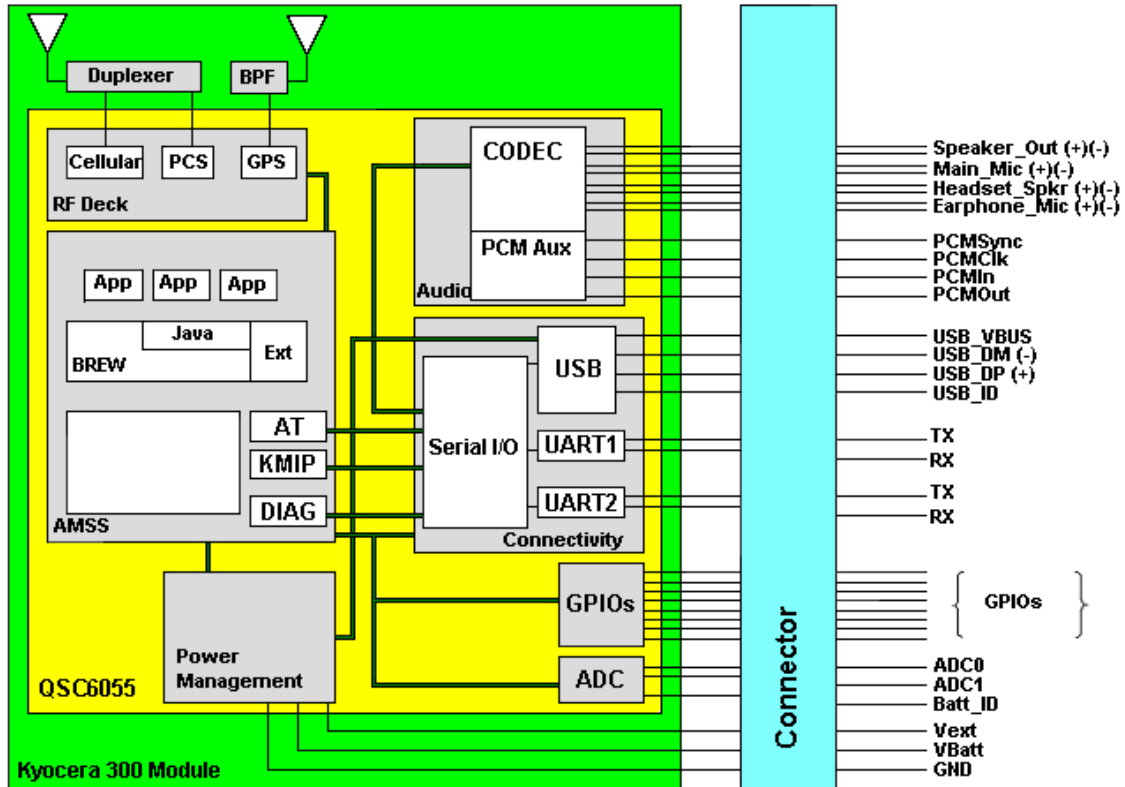 Duplexer
BPF
Cellular
PCS
GPS
RF Deck
CODEC
PCM Aux
Audio
App
App
App
Java
BREW
Ext
AT
KMIP
DIAG
AMSS
USB
Serial I/O
UART1
UART2
Connectivity
Power
Management
GPIOs
ADC
QSC6055
Kyocera 300 Module
Connector
Speaker_Out (+)(-)
Main_Mic (+)(-)
Headset_Spkr (+)(-)
Earphone_Mic (+)(-)
PCMSync
PCMClk
PCMIn
PCMOut
USB_VBUS
USB_DM (-)
USB_DP (+)
USB_ID
TX
RX
TX
RX
{ GPIOs }
ADC0
ADC1
Batt_ID
Vext
VBatt
GND